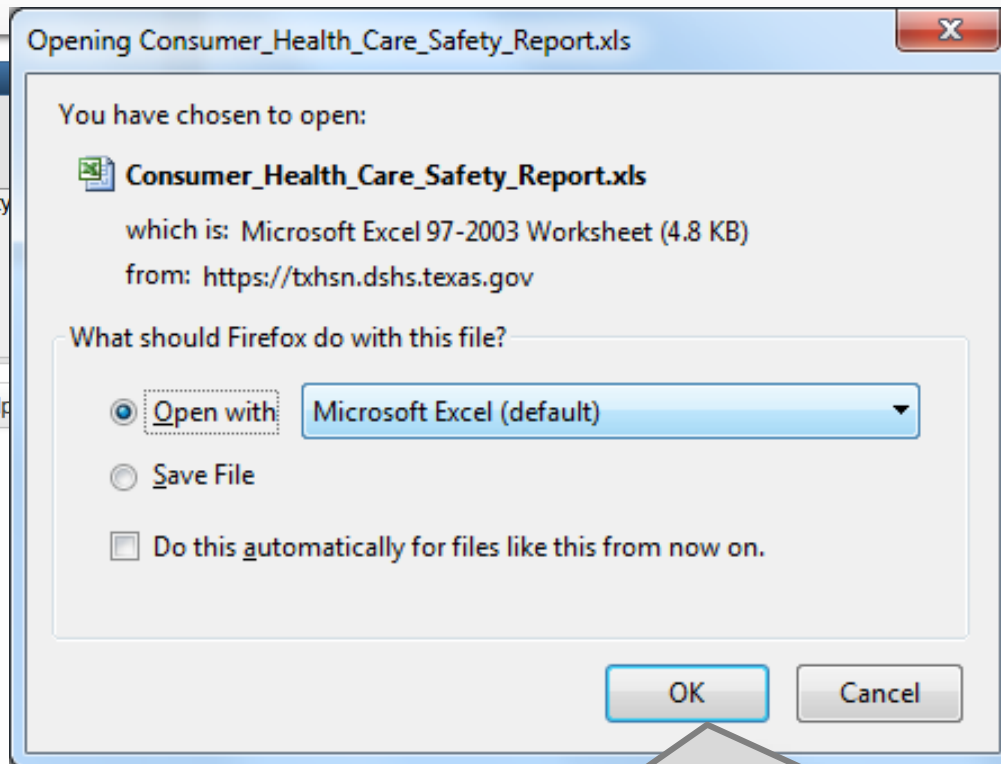 Opening Consumer_Health_Care_Safety_Report.xls
You have chosen to open:
Consumer_Health_Care_Safety_Report.xls
which is: Microsoft Excel 97-2003 Worksheet (4.8 KB)
from: https://txhsn.dshs.texas.gov
What should Firefox do with this file?
Open with Microsoft Excel (default)
Save File
Do this automatically for files like this from now on.
OK Cancel